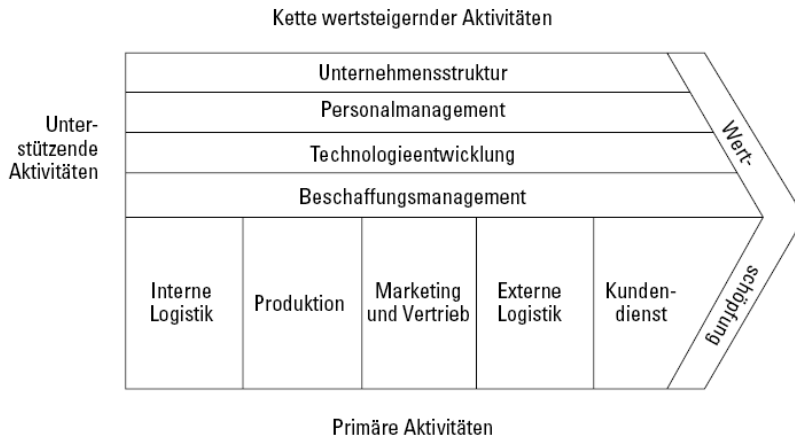 Kette wertsteigernder Aktivitäten
Unternehmensstruktur
Personalmanagement
Technologieentwicklung
Beschaffungsmanagement
Unter-
stützende
Aktivitäten
Wert-
schöpfung
Interne
Logistik
Produktion
Marketing
und Vertrieb
Externe
Logistik
Kunden-
dienst
Primäre Aktivitäten